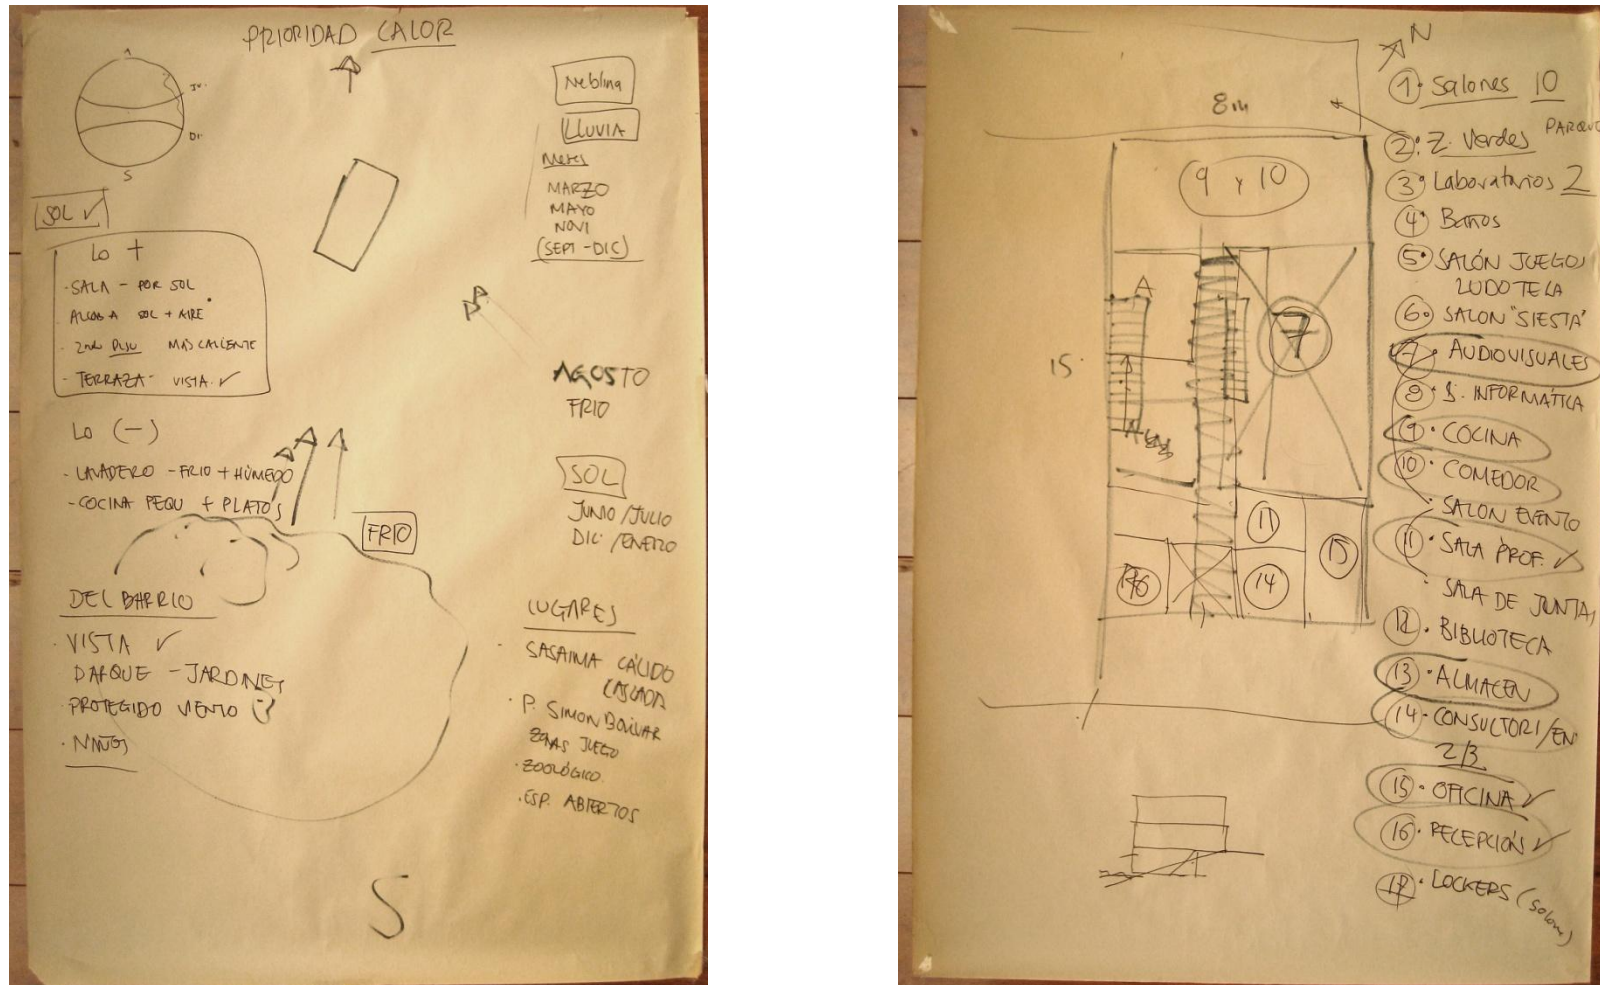 PRIORIDAD CALOR
N
JU.
DI.
S
SOL ✓
Lo +
· SALA - POR SOL
ALCOBA SOL + AIRE
· 2ndo PISO MAS CALIENTE
- TERRAZA - VISTA ✓
Lo (-)
- LAVADERO - FRIO + HÚMEDO
- COCINA PEQU + PLATOS
FRIO
DEL BARRIO
· VISTA ✓
PARQUE - JARDINES
· PROTEGIDO VIENTO
· NIÑOS
S
Neblina
LLUVIA
Meses
MARZO
MAYO
NOVI
(SEPT - DIC)
AGOSTO
FRIO
SOL
JUNIO / JULIO
DIC / ENERO
LUGARES
- SASAIMA CÁLIDO
CASCADA
· P. SIMON BOLIVAR
ZONAS JUEGO
· ZOOLÓGICO
· ESP. ABIERTOS
N
8m
9 y 10
A
7
15
11
15
16
14
1· Salones 10
2· Z. Verdes PARQUE
3· Laboratorios 2
4· Baños
5· SALÓN JUEGOS
LUDOTECA
6· SALON "SIESTA"
7· AUDIOVISUALES
8· S. INFORMÁTICA
9· COCINA
10· COMEDOR
· SALON EVENTO
11· SALA PROF. ✓
· SALA DE JUNTAS
12· BIBLIOTECA
13· ALMACEN
14· CONSULTORI/EN
2/3
15· OFICINA ✓
16· RECEPCIÓN ✓
17· LOCKERS (salones)